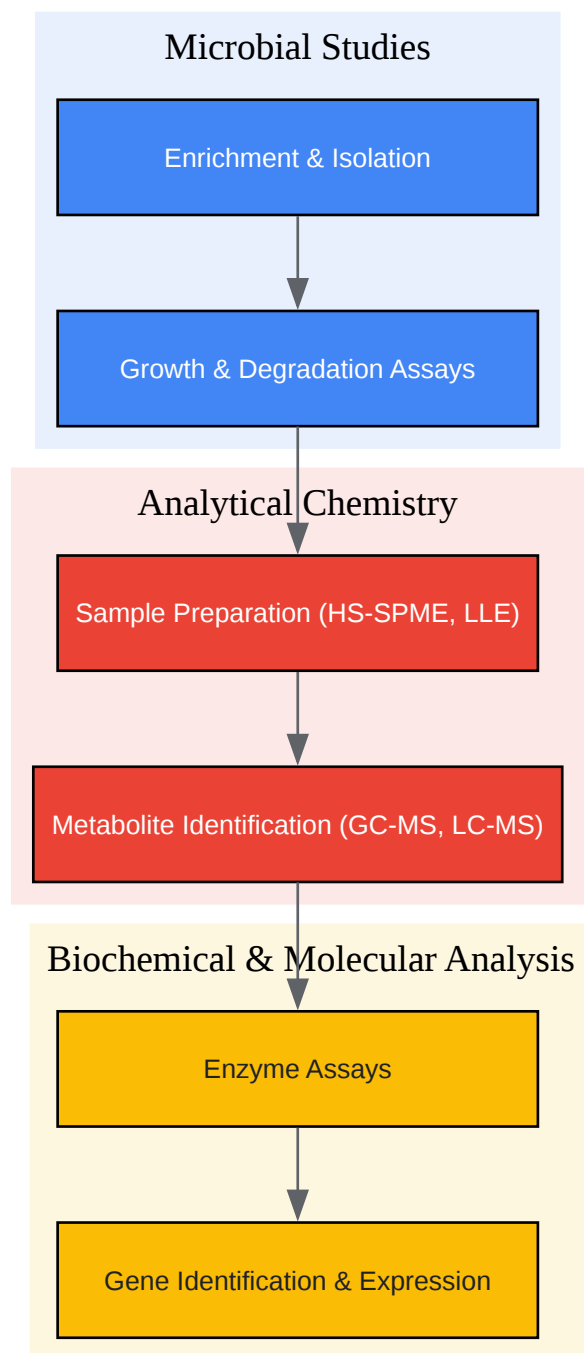 Microbial Studies
Enrichment & Isolation
Growth & Degradation Assays
Analytical Chemistry
Sample Preparation (HS-SPME, LLE)
Metabolite Identification (GC-MS, LC-MS)
Biochemical & Molecular Analysis
Enzyme Assays
Gene Identification & Expression